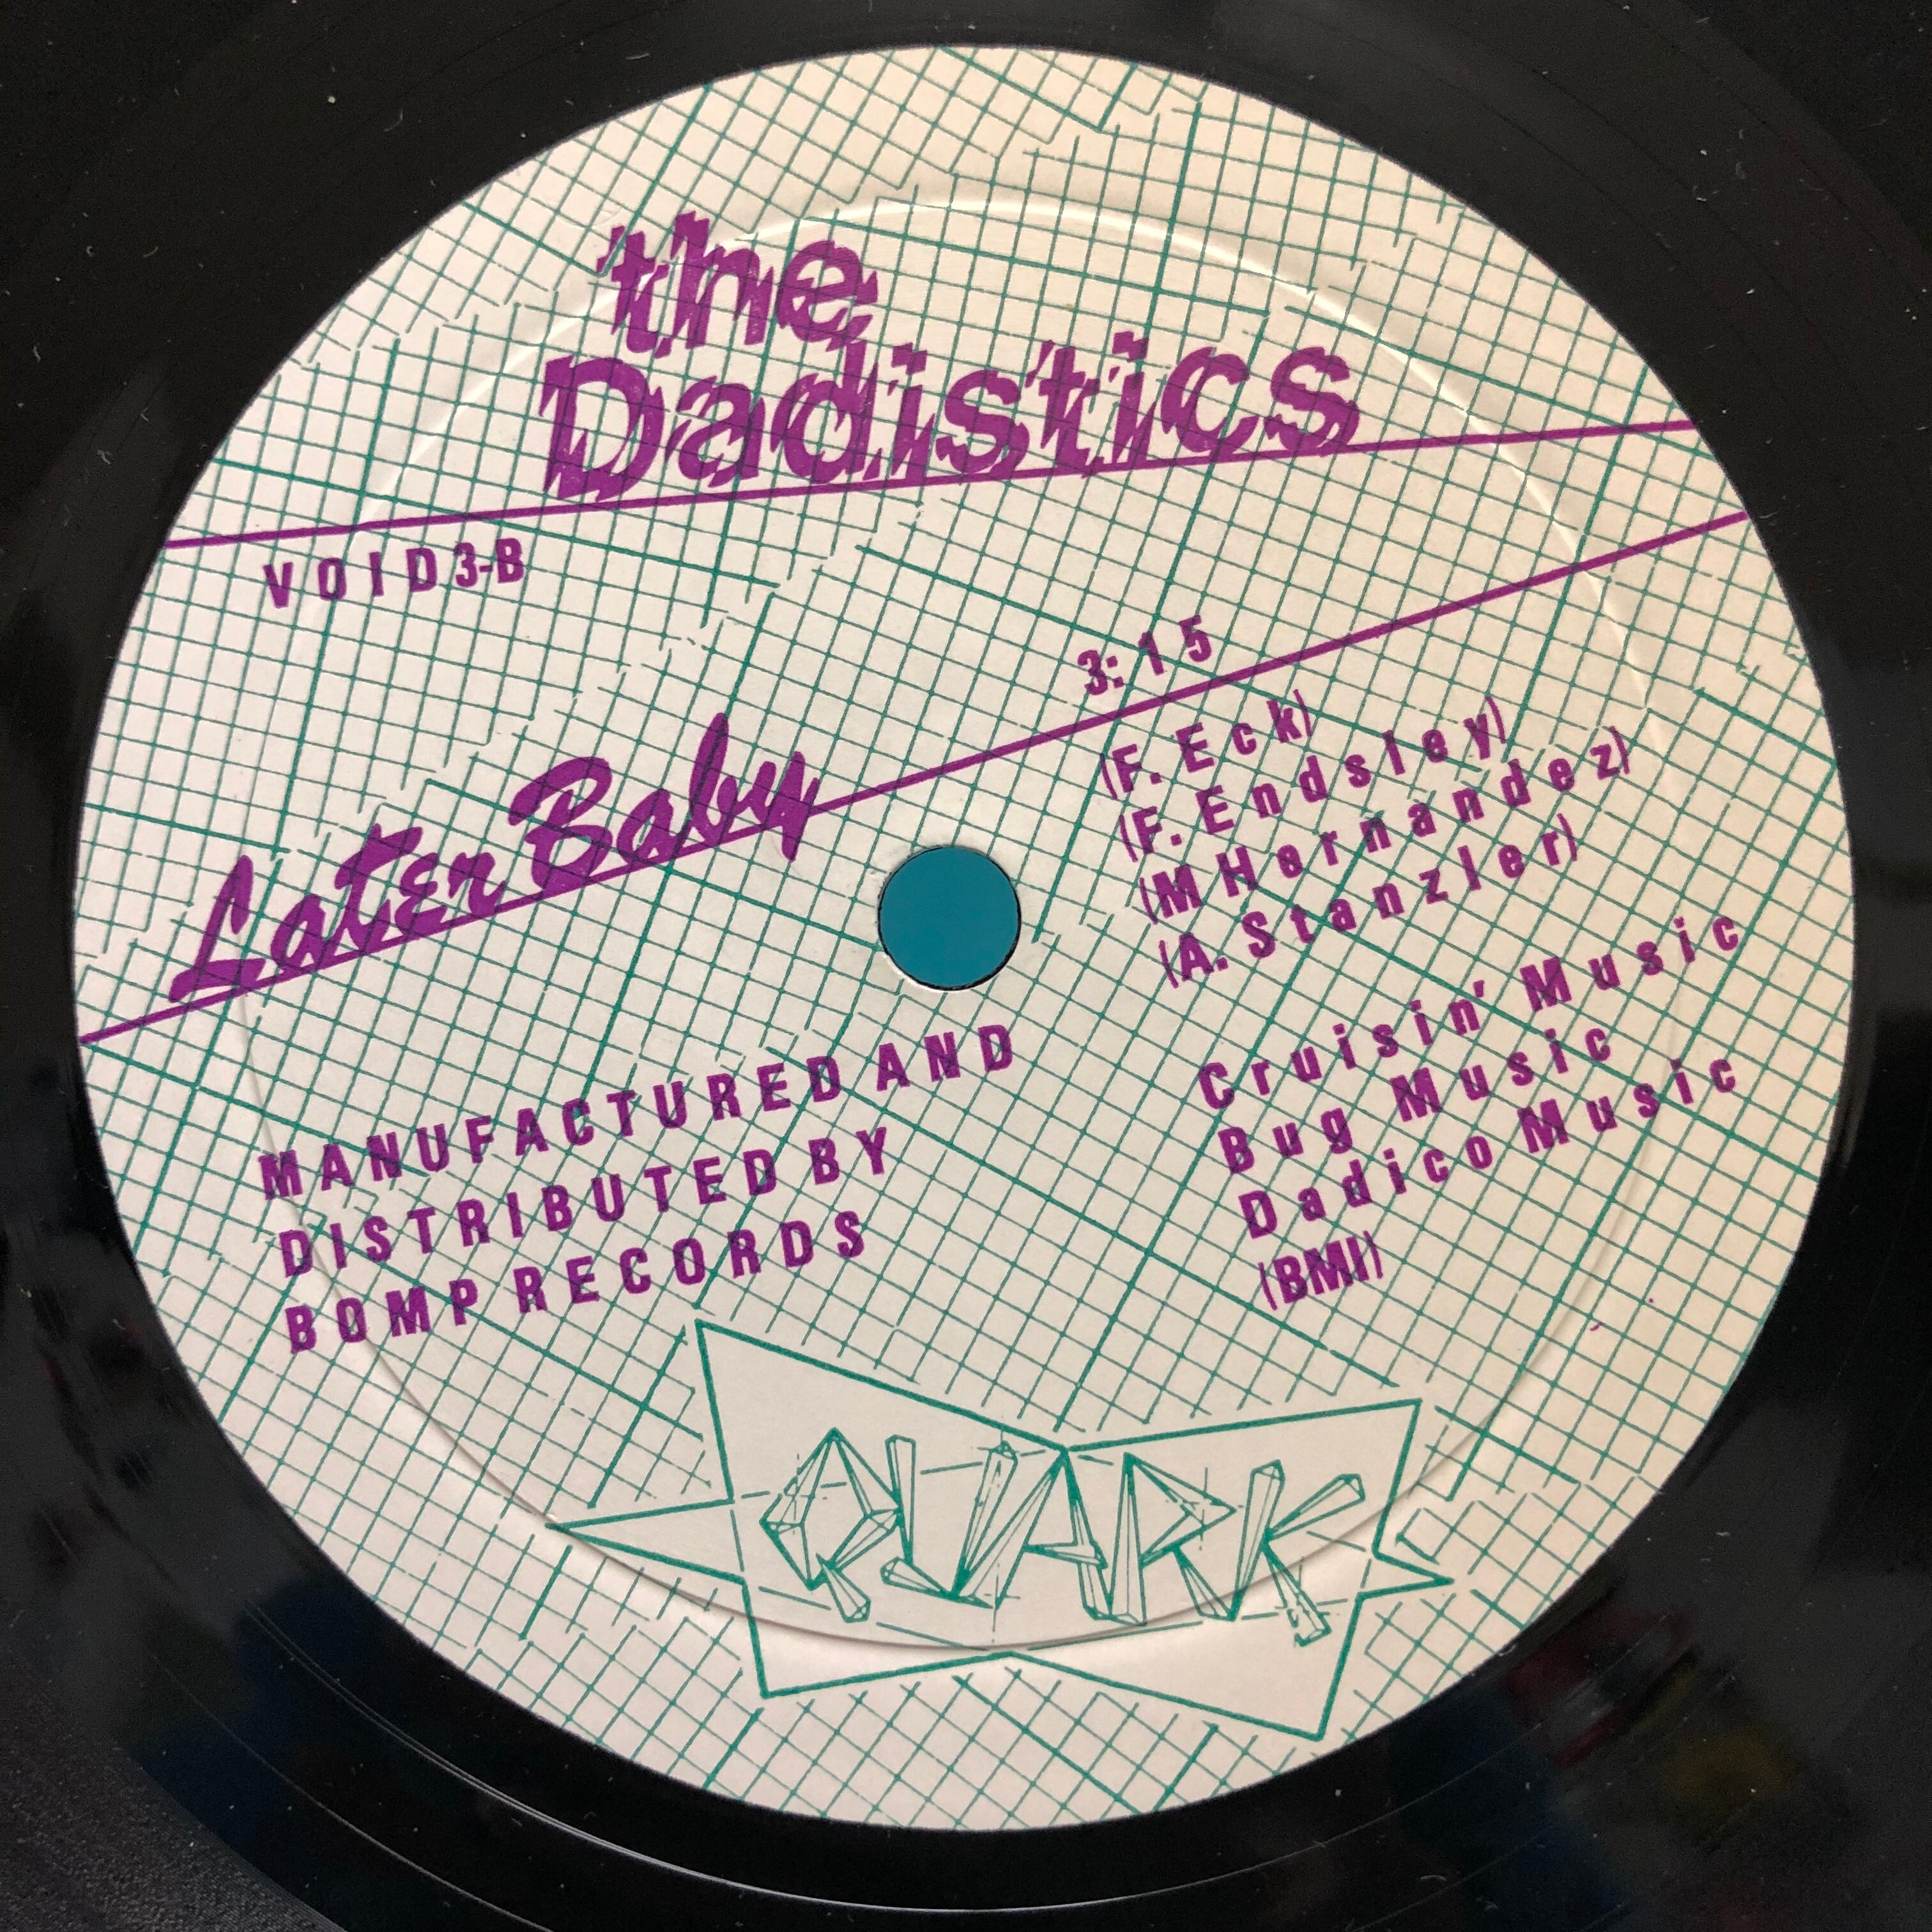 the
Dadistics
VOID3-B
3:15
Later Baby
(F. Eck)
(F. Endsley)
(M Hernandez)
(A. Stanzler)
Cruisin' Music
Bug Music
Dadico Music
(BMI)
MANUFACTURED AND
DISTRIBUTED BY
BOMP RECORDS
QUARK